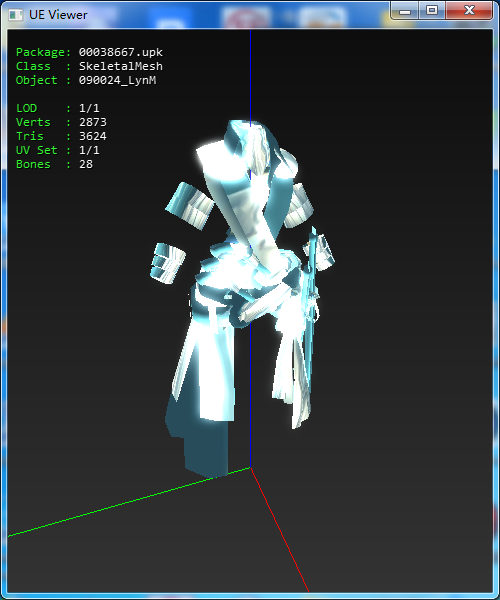 UE Viewer
Package: 00038667.upk
Class : SkeletalMesh
Object : 090024_LynM
LOD : 1/1
Verts : 2873
Tris : 3624
UV Set : 1/1
Bones : 28